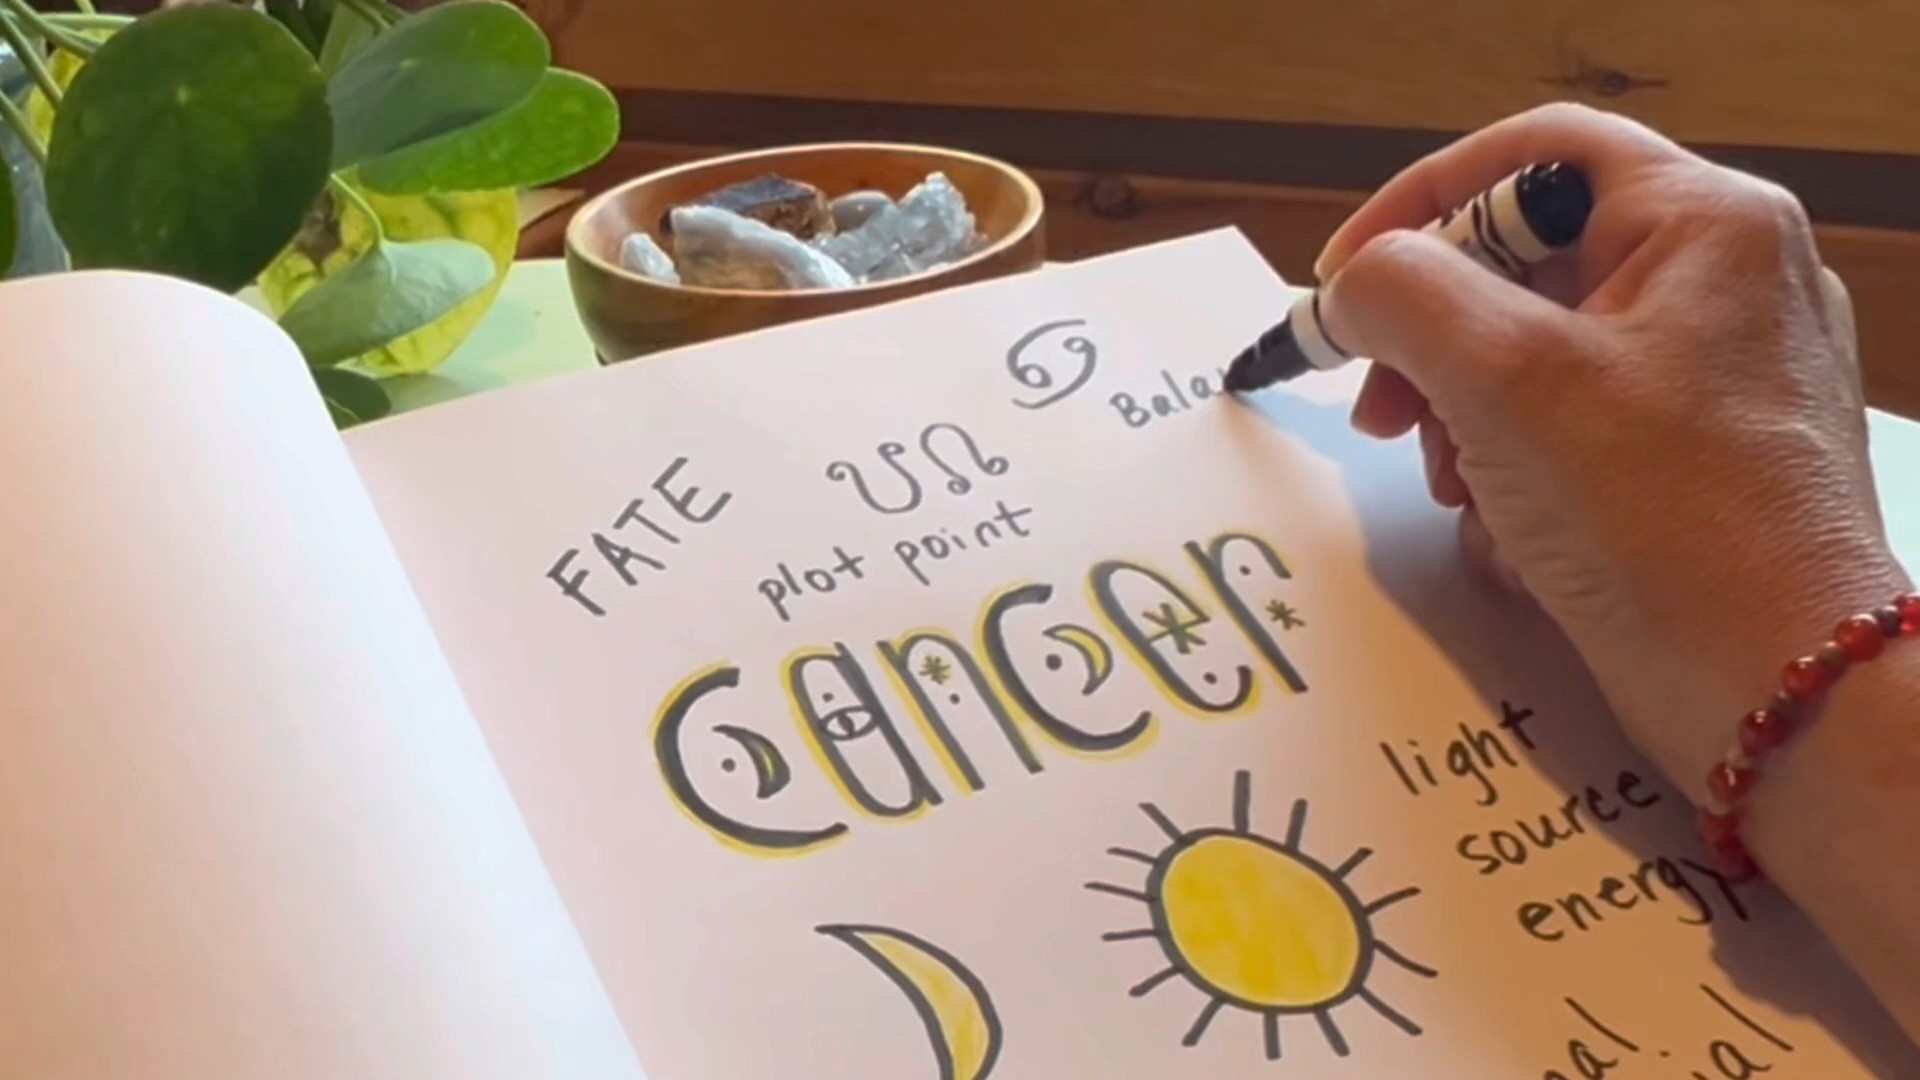 FATE
☋☊
♋
Bala
plot point
cancer
light
source
energy